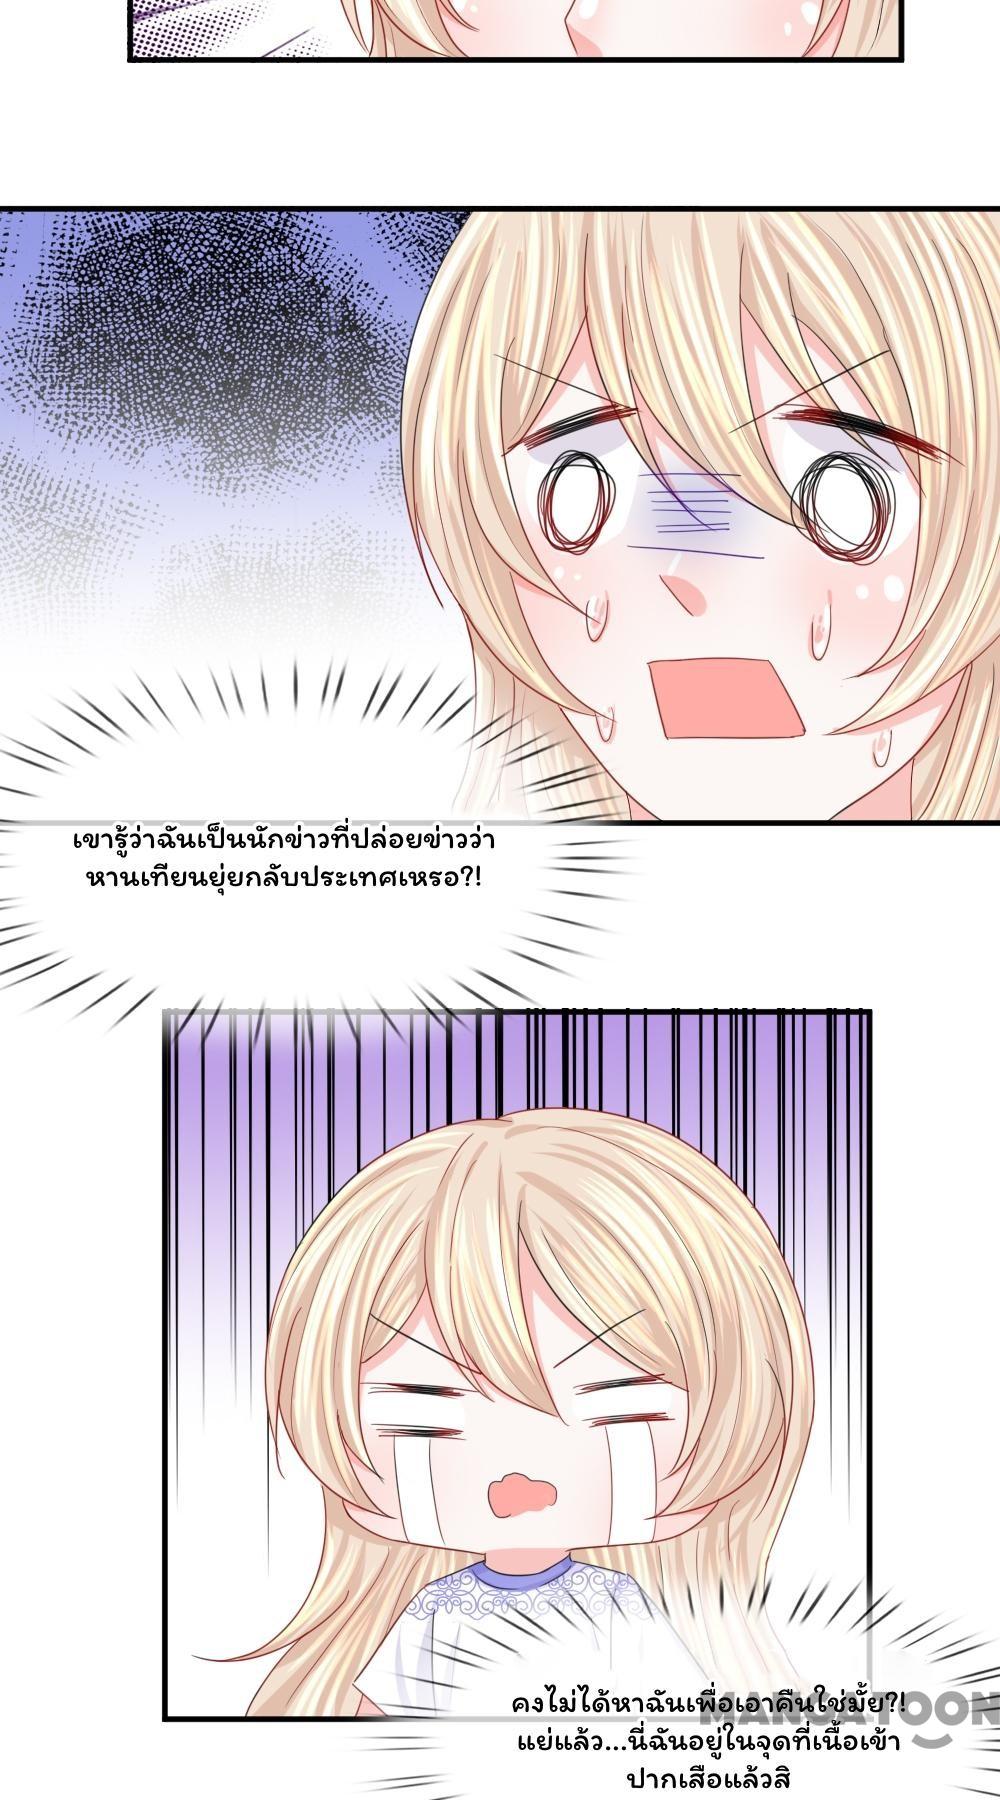 เขารู้ว่าฉันเป็นนักข่าวที่ปล่อยข่าวว่า
หานเทียนยุ่ยกลับประเทศเหรอ?!
คงไม่ได้หาฉันเพื่อเอาคืนใช่มั้ย?!
แย่แล้ว...นี่ฉันอยู่ในจุดที่เนื้อเข้า
ปากเสือแล้วสิ
MANGATOON